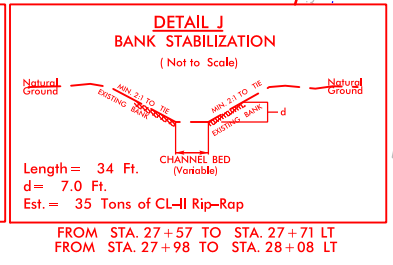 DETAIL J
BANK STABILIZATION
( Not to Scale)
Natural
Ground
MIN. 2:1 TO TIE
EXISTING BANK
MIN. 2:1 TO TIE
EXISTING BANK
d
Natural
Ground
CHANNEL BED
(Variable)
Length = 34 Ft.
d= 7.0 Ft.
Est. = 35 Tons of CL-II Rip-Rap
FROM STA. 27+57 TO STA. 27+71 LT
FROM STA. 27+98 TO STA. 28+08 LT